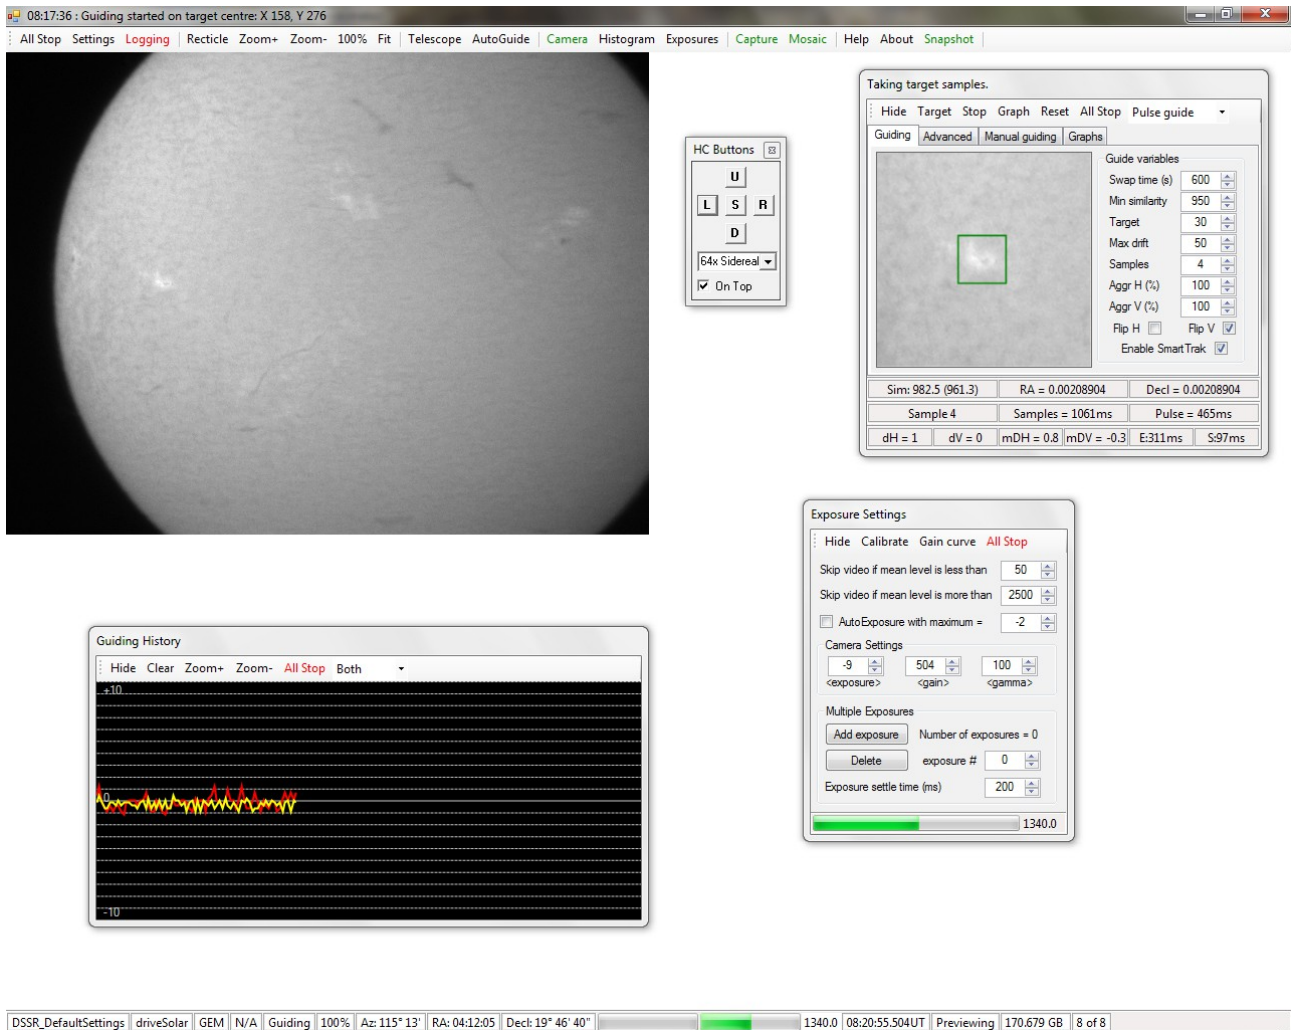 08:17:36 : Guiding started on target centre: X 158, Y 276
All Stop Settings Logging Recticle Zoom+ Zoom- 100% Fit Telescope AutoGuide Camera Histogram Exposures Capture Mosaic Help About Snapshot
Taking target samples.
Hide Target Stop Graph Reset All Stop Pulse guide
Guiding Advanced Manual guiding Graphs
Guide variables
Swap time (s) 600
Min similarity 950
Target 30
Max drift 50
Samples 4
Aggr H (%) 100
Aggr V (%) 100
Flip H Flip V
Enable SmartTrak
Sim: 982.5 (961.3) RA = 0.00208904 Decl = 0.00208904
Sample 4 Samples = 1061ms Pulse = 465ms
dH = 1 dV = 0 mDH = 0.8 mDV = -0.3 E:311ms S:97ms
HC Buttons
U
L S R
D
64x Sidereal
On Top
Exposure Settings
Hide Calibrate Gain curve All Stop
Skip video if mean level is less than 50
Skip video if mean level is more than 2500
AutoExposure with maximum = -2
Camera Settings
-9 504 100
<exposure> <gain> <gamma>
Multiple Exposures
Add exposure Number of exposures = 0
Delete exposure # 0
Exposure settle time (ms) 200
1340.0
Guiding History
Hide Clear Zoom+ Zoom- All Stop Both
+10
0
-10
DSSR_DefaultSettings driveSolar GEM N/A Guiding 100% Az: 115° 13' RA: 04:12:05 Decl: 19° 46' 40" 1340.0 08:20:55.504UT Previewing 170.679 GB 8 of 8